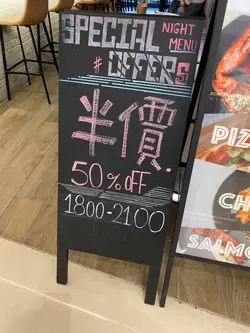 SPECIAL
NIGHT
MENU
# OFFERS
半價
50% OFF
1800-2100
PIZ
CH
SALMO